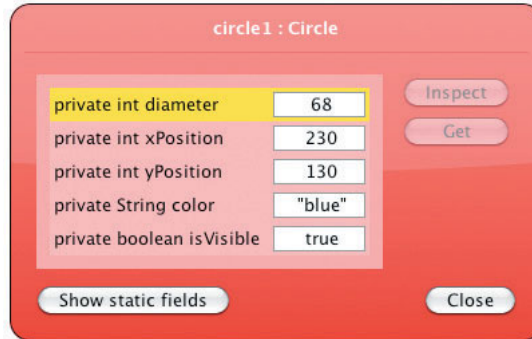 circle1 : Circle
private int diameter 68
private int xPosition 230
private int yPosition 130
private String color "blue"
private boolean isVisible true
Inspect
Get
Show static fields
Close